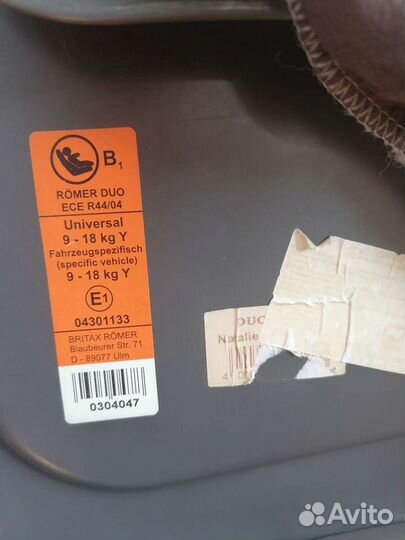 B1
RÖMER DUO
ECE R44/04
Universal
9 - 18 kg Y
Fahrzeugspezifisch
(specific vehicle)
9 - 18 kg Y
E1
04301133
BRITAX RÖMER
Blaubeurer Str. 71
D - 89077 Ulm
0304047
DUO
Natalie
Avito